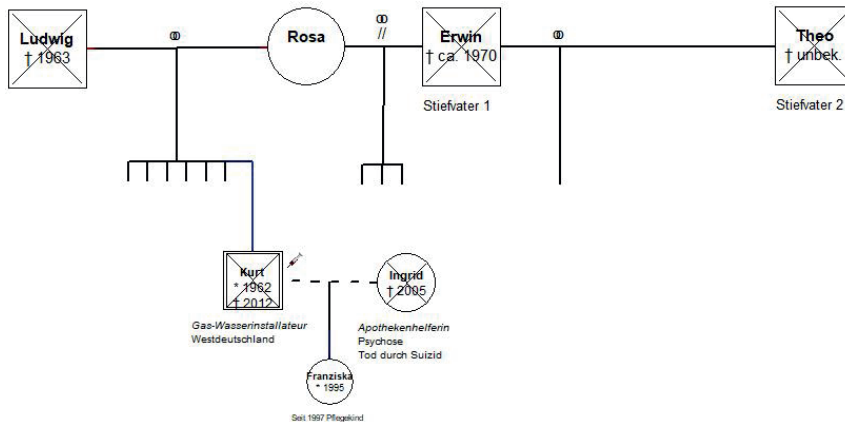 Ludwig
† 1963
Rosa
Erwin
† ca. 1970
Theo
† unbek.
Stiefvater 1
Stiefvater 2
Kurt
* 1962
† 2012
Ingrid
† 2005
Gas-Wasserinstallateur
Westdeutschland
Apothekenhelferin
Psychose
Tod durch Suizid
Franziska
* 1995
Seit 1997 Pflegekind